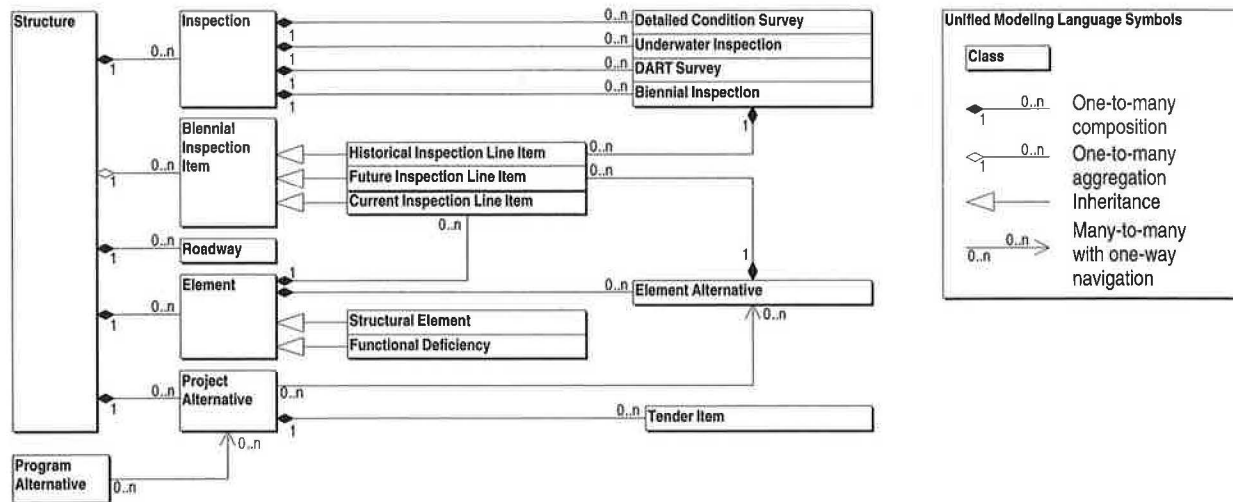 Structure
0..n
1
Inspection
1
1
1
1
0..n
0..n
0..n
0..n
Detailed Condition Survey
Underwater Inspection
DART Survey
Biennial Inspection
1
0..n
1
Biennial
Inspection
Item
Historical Inspection Line Item
Future Inspection Line Item
Current Inspection Line Item
0..n
0..n
0..n
0..n
1
Roadway
0..n
1
Element
1
1
0..n
Element Alternative
0..n
Structural Element
Functional Deficiency
0..n
1
Project
Alternative
0..n
1
0..n
Tender Item
Program
Alternative
0..n
0..n
Unified Modeling Language Symbols
Class
0..n
1
One-to-many
composition
0..n
1
One-to-many
aggregation
Inheritance
0..n
0..n
Many-to-many
with one-way
navigation